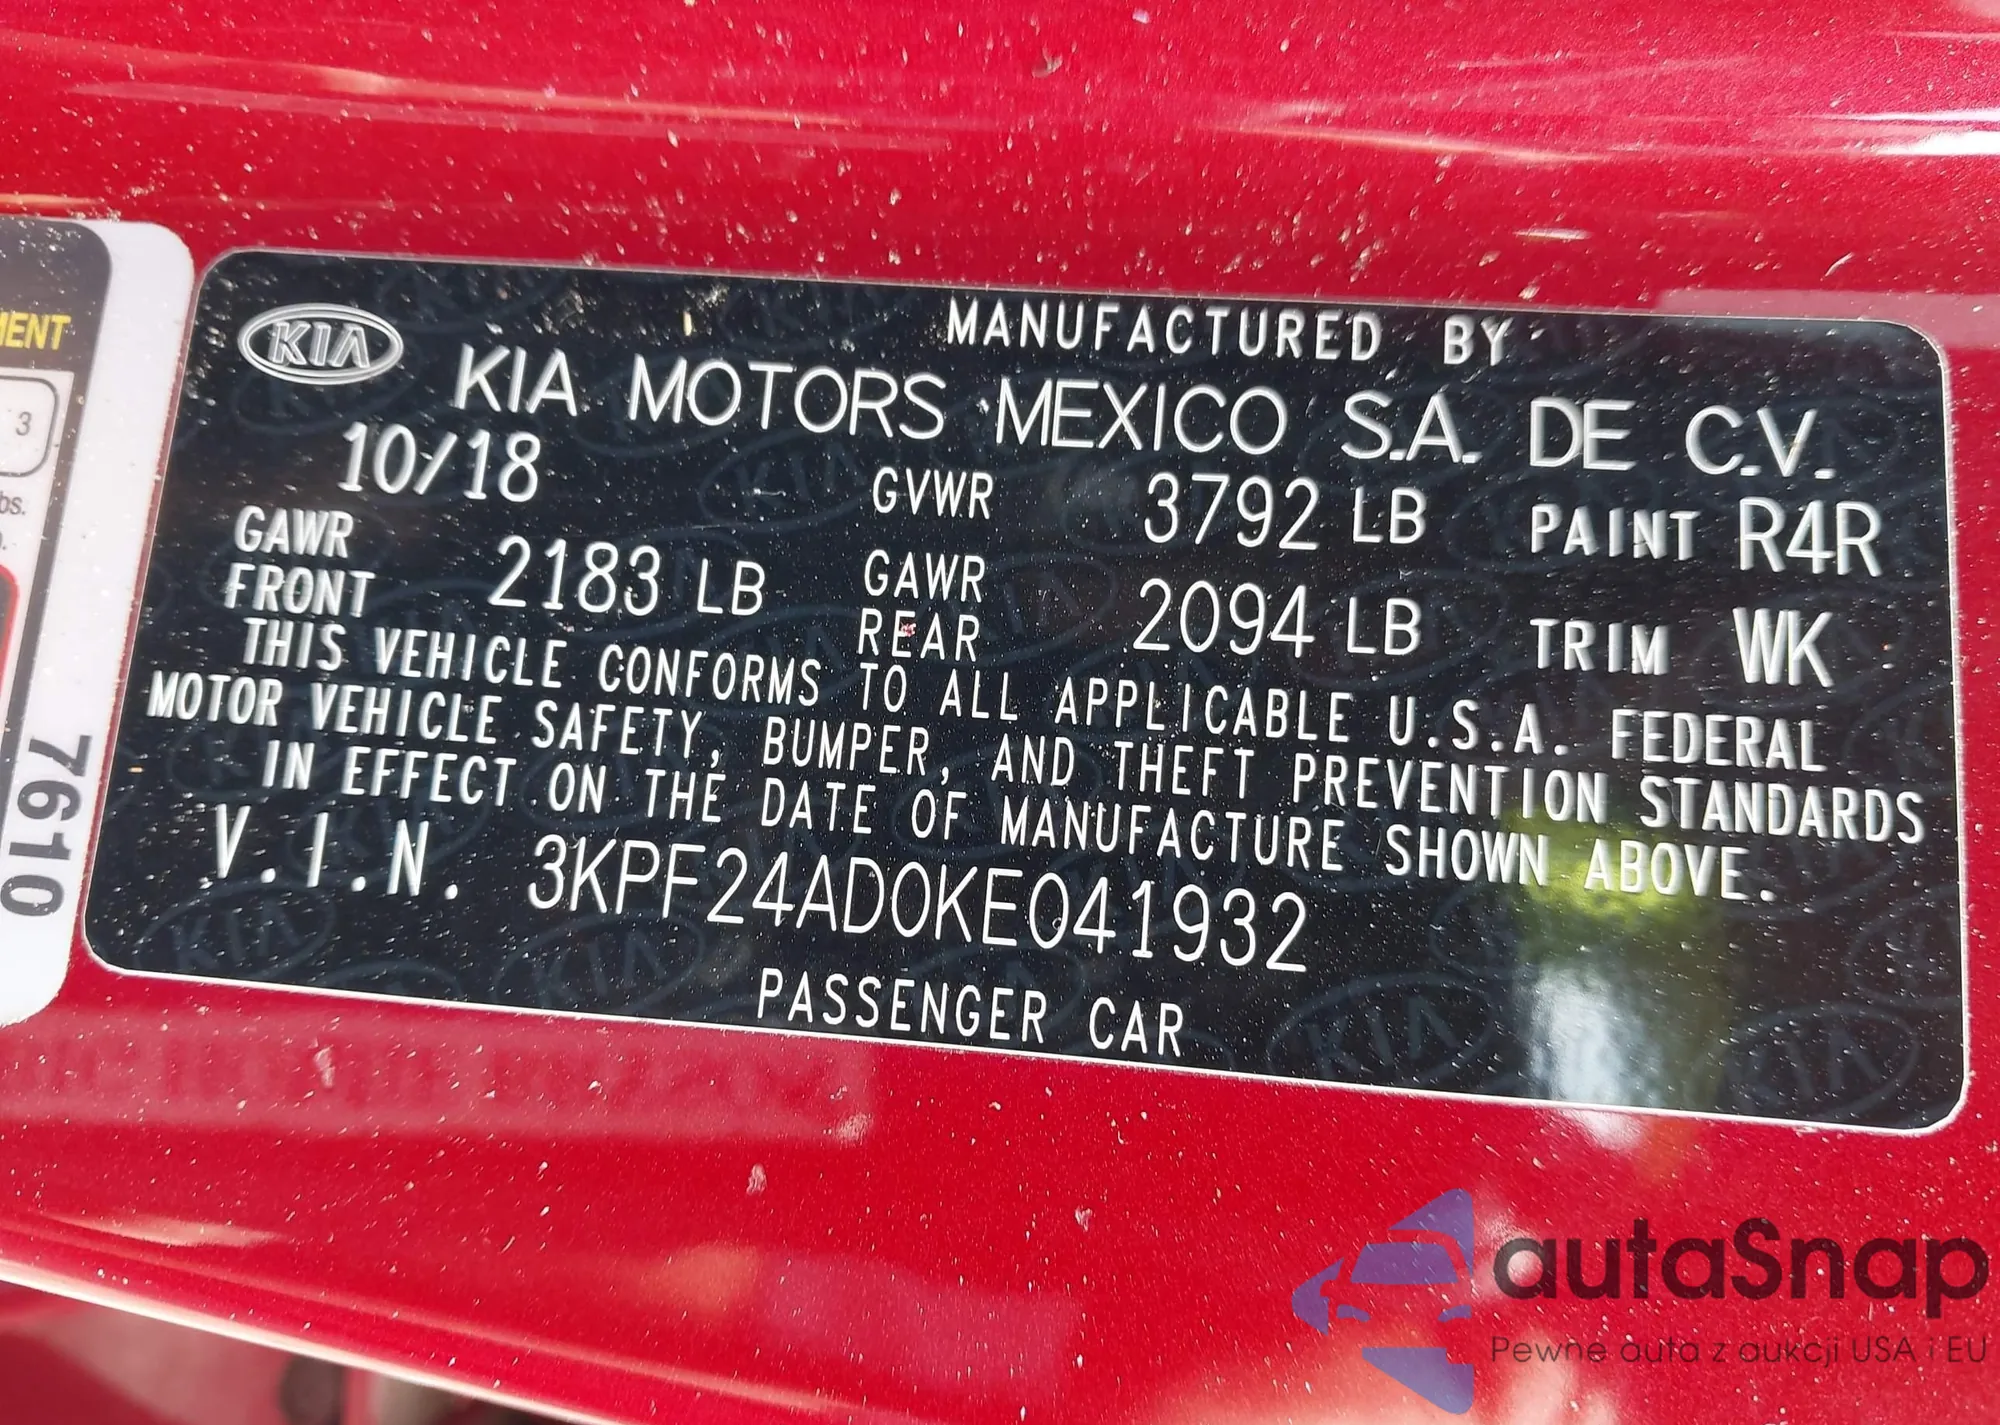 MENT
3
bs.
7610
KIA
MANUFACTURED BY
KIA MOTORS MEXICO S.A. DE C.V.
10/18 GVWR 3792 LB PAINT R4R
GAWR FRONT 2183 LB GAWR REAR 2094 LB TRIM WK
THIS VEHICLE CONFORMS TO ALL APPLICABLE U.S.A. FEDERAL
MOTOR VEHICLE SAFETY, BUMPER, AND THEFT PREVENTION STANDARDS
IN EFFECT ON THE DATE OF MANUFACTURE SHOWN ABOVE.
V.I.N. 3KPF24AD0KE041932
PASSENGER CAR
autaSnap
Pewne auta z aukcji USA i EU